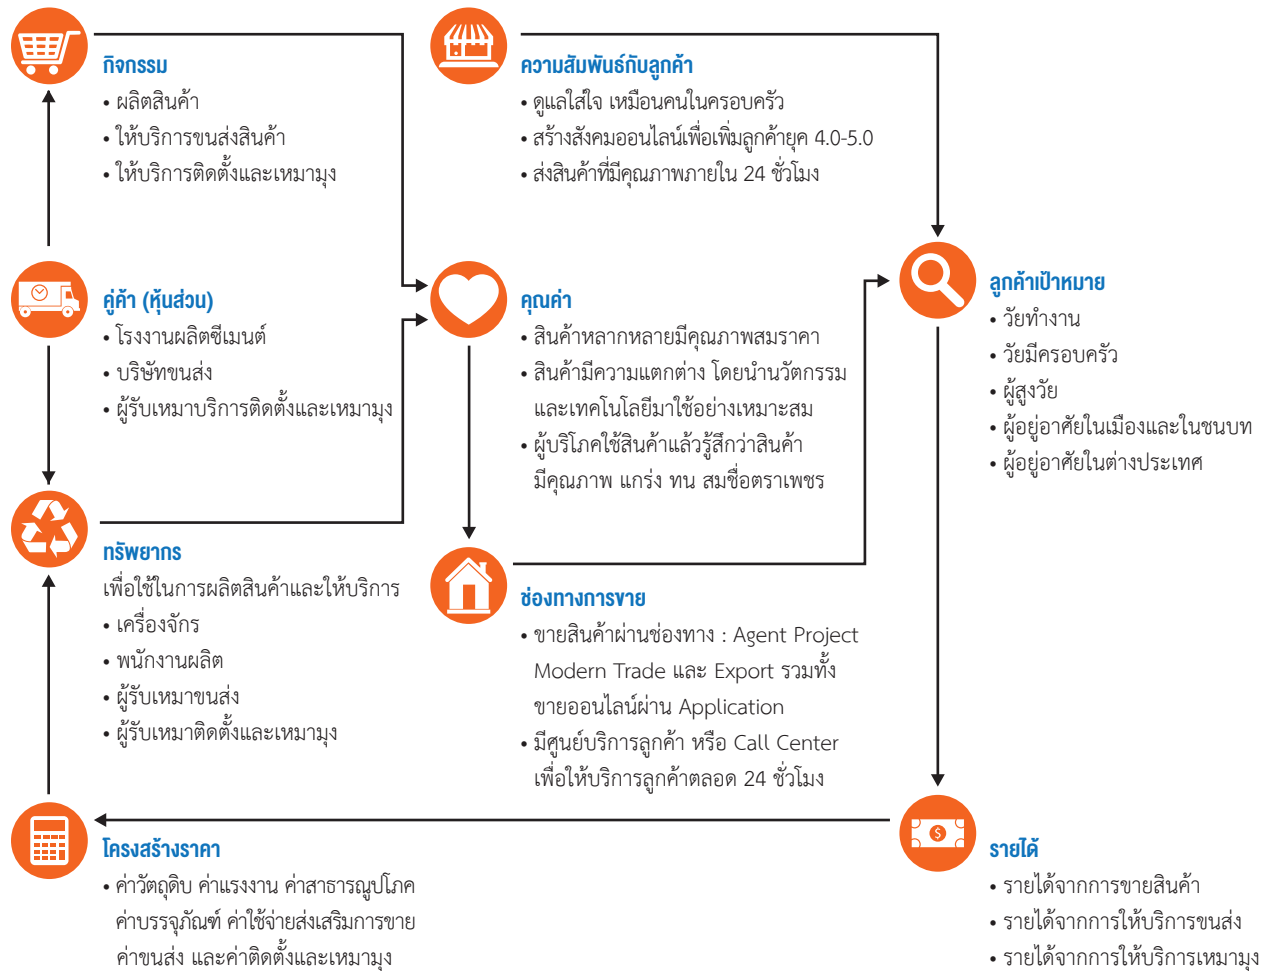 กิจกรรม
• ผลิตสินค้า
• ให้บริการขนส่งสินค้า
• ให้บริการติดตั้งและเหมามุง
ความสัมพันธ์กับลูกค้า
• ดูแลใส่ใจ เหมือนคนในครอบครัว
• สร้างสังคมออนไลน์เพื่อเพิ่มลูกค้ายุค 4.0-5.0
• ส่งสินค้าที่มีคุณภาพภายใน 24 ชั่วโมง
คู่ค้า (หุ้นส่วน)
• โรงงานผลิตซีเมนต์
• บริษัทขนส่ง
• ผู้รับเหมาบริการติดตั้งและเหมามุง
คุณค่า
• สินค้าหลากหลายมีคุณภาพสมราคา
• สินค้ามีความแตกต่าง โดยนำนวัตกรรม
และเทคโนโลยีมาใช้อย่างเหมาะสม
• ผู้บริโภคใช้สินค้าแล้วรู้สึกว่าสินค้า
มีคุณภาพ แกร่ง ทน สมชื่อตราเพชร
ลูกค้าเป้าหมาย
• วัยทำงาน
• วัยมีครอบครัว
• ผู้สูงวัย
• ผู้อยู่อาศัยในเมืองและในชนบท
• ผู้อยู่อาศัยในต่างประเทศ
ทรัพยากร
เพื่อใช้ในการผลิตสินค้าและให้บริการ
• เครื่องจักร
• พนักงานผลิต
• ผู้รับเหมาขนส่ง
• ผู้รับเหมาติดตั้งและเหมามุง
ช่องทางการขาย
• ขายสินค้าผ่านช่องทาง : Agent Project
Modern Trade และ Export รวมทั้ง
ขายออนไลน์ผ่าน Application
• มีศูนย์บริการลูกค้า หรือ Call Center
เพื่อให้บริการลูกค้าตลอด 24 ชั่วโมง
โครงสร้างราคา
• ค่าวัตถุดิบ ค่าแรงงาน ค่าสาธารณูปโภค
ค่าบรรจุภัณฑ์ ค่าใช้จ่ายส่งเสริมการขาย
ค่าขนส่ง และค่าติดตั้งและเหมามุง
$
รายได้
• รายได้จากการขายสินค้า
• รายได้จากการให้บริการขนส่ง
• รายได้จากการให้บริการเหมามุง